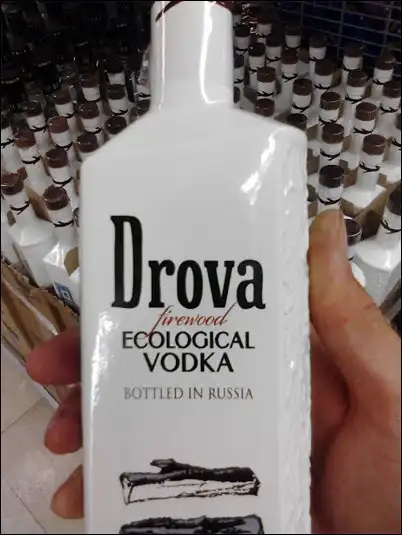 Drova
firewood
ECOLOGICAL
VODKA
BOTTLED IN RUSSIA